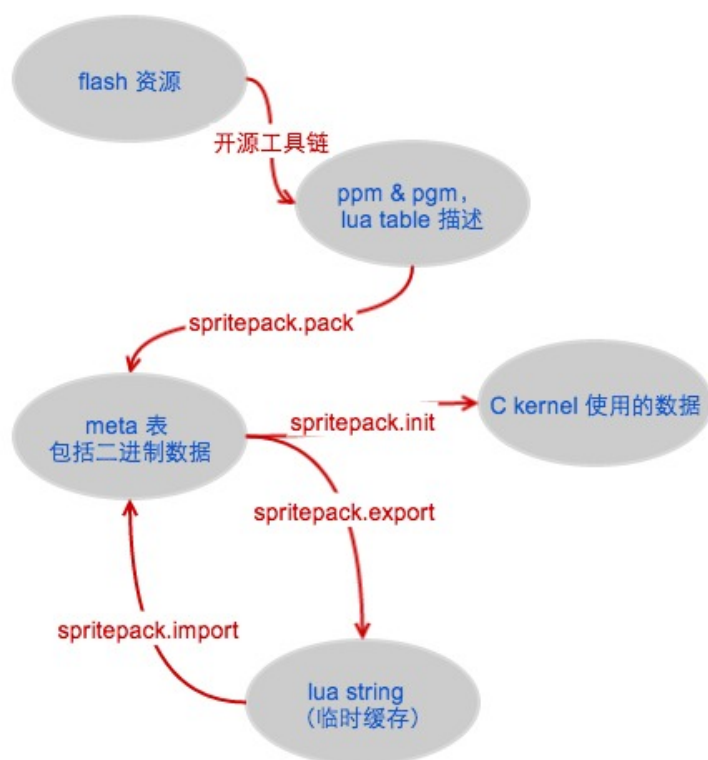 flash 资源
开源工具链
ppm & pgm，
lua table 描述
spritepack.pack
meta 表
包括二进制数据
spritepack.init
C kernel 使用的数据
spritepack.export
spritepack.import
lua string
（临时缓存）